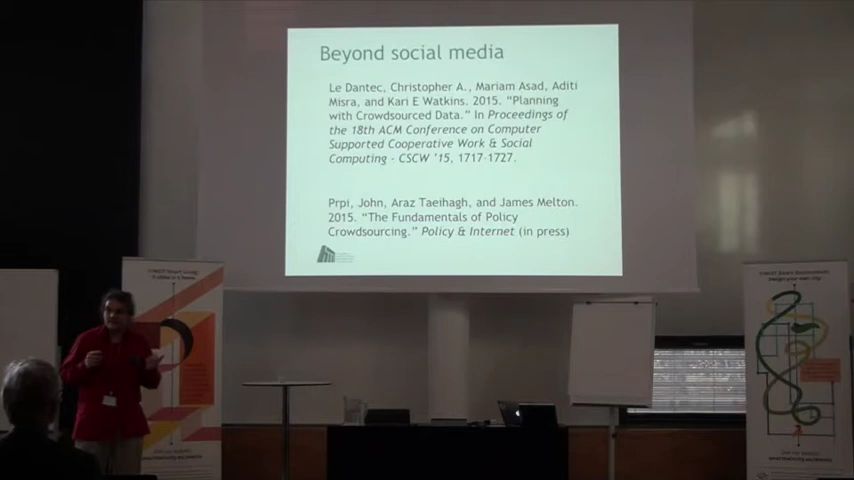 Beyond social media
Le Dantec, Christopher A., Mariam Asad, Aditi
Misra, and Kari E Watkins. 2015. “Planning
with Crowdsourced Data.” In Proceedings of
the 18th ACM Conference on Computer
Supported Cooperative Work & Social
Computing - CSCW ’15, 1717-1727.
Prpi, John, Araz Taeihagh, and James Melton.
2015. “The Fundamentals of Policy
Crowdsourcing.” Policy & Internet (in press)